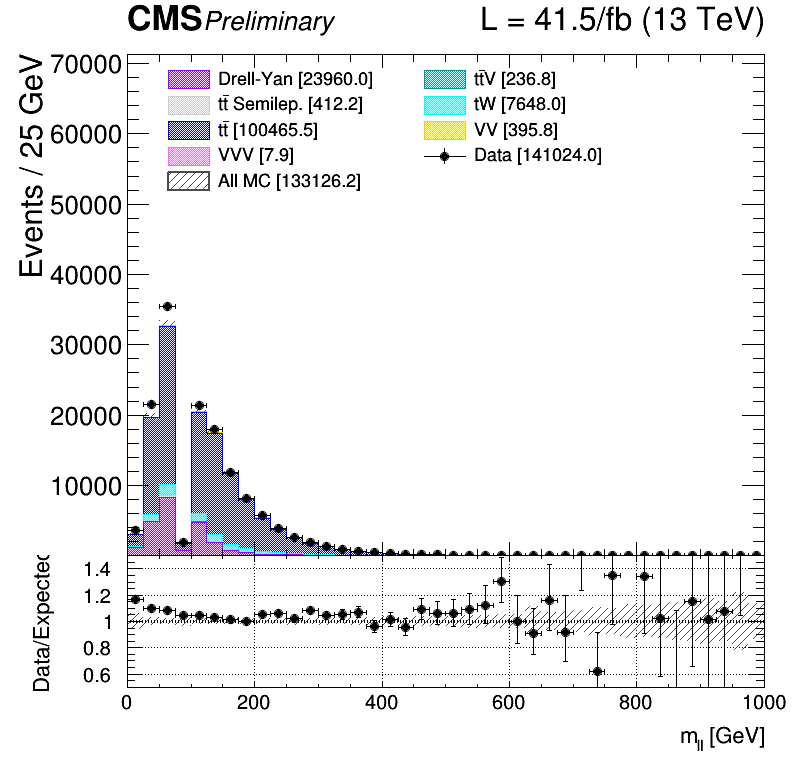 CMS Preliminary L = 41.5/fb (13 TeV)
Events / 25 GeV
70000
60000
50000
40000
30000
20000
10000
Drell-Yan [23960.0]
tt̄ Semilep. [412.2]
tt̄ [100465.5]
VVV [7.9]
All MC [133126.2]
tt̄V [236.8]
tW [7648.0]
VV [395.8]
Data [141024.0]
Data/Expected
1.4
1.2
1
0.8
0.6
0 200 400 600 800 1000
m_ll [GeV]